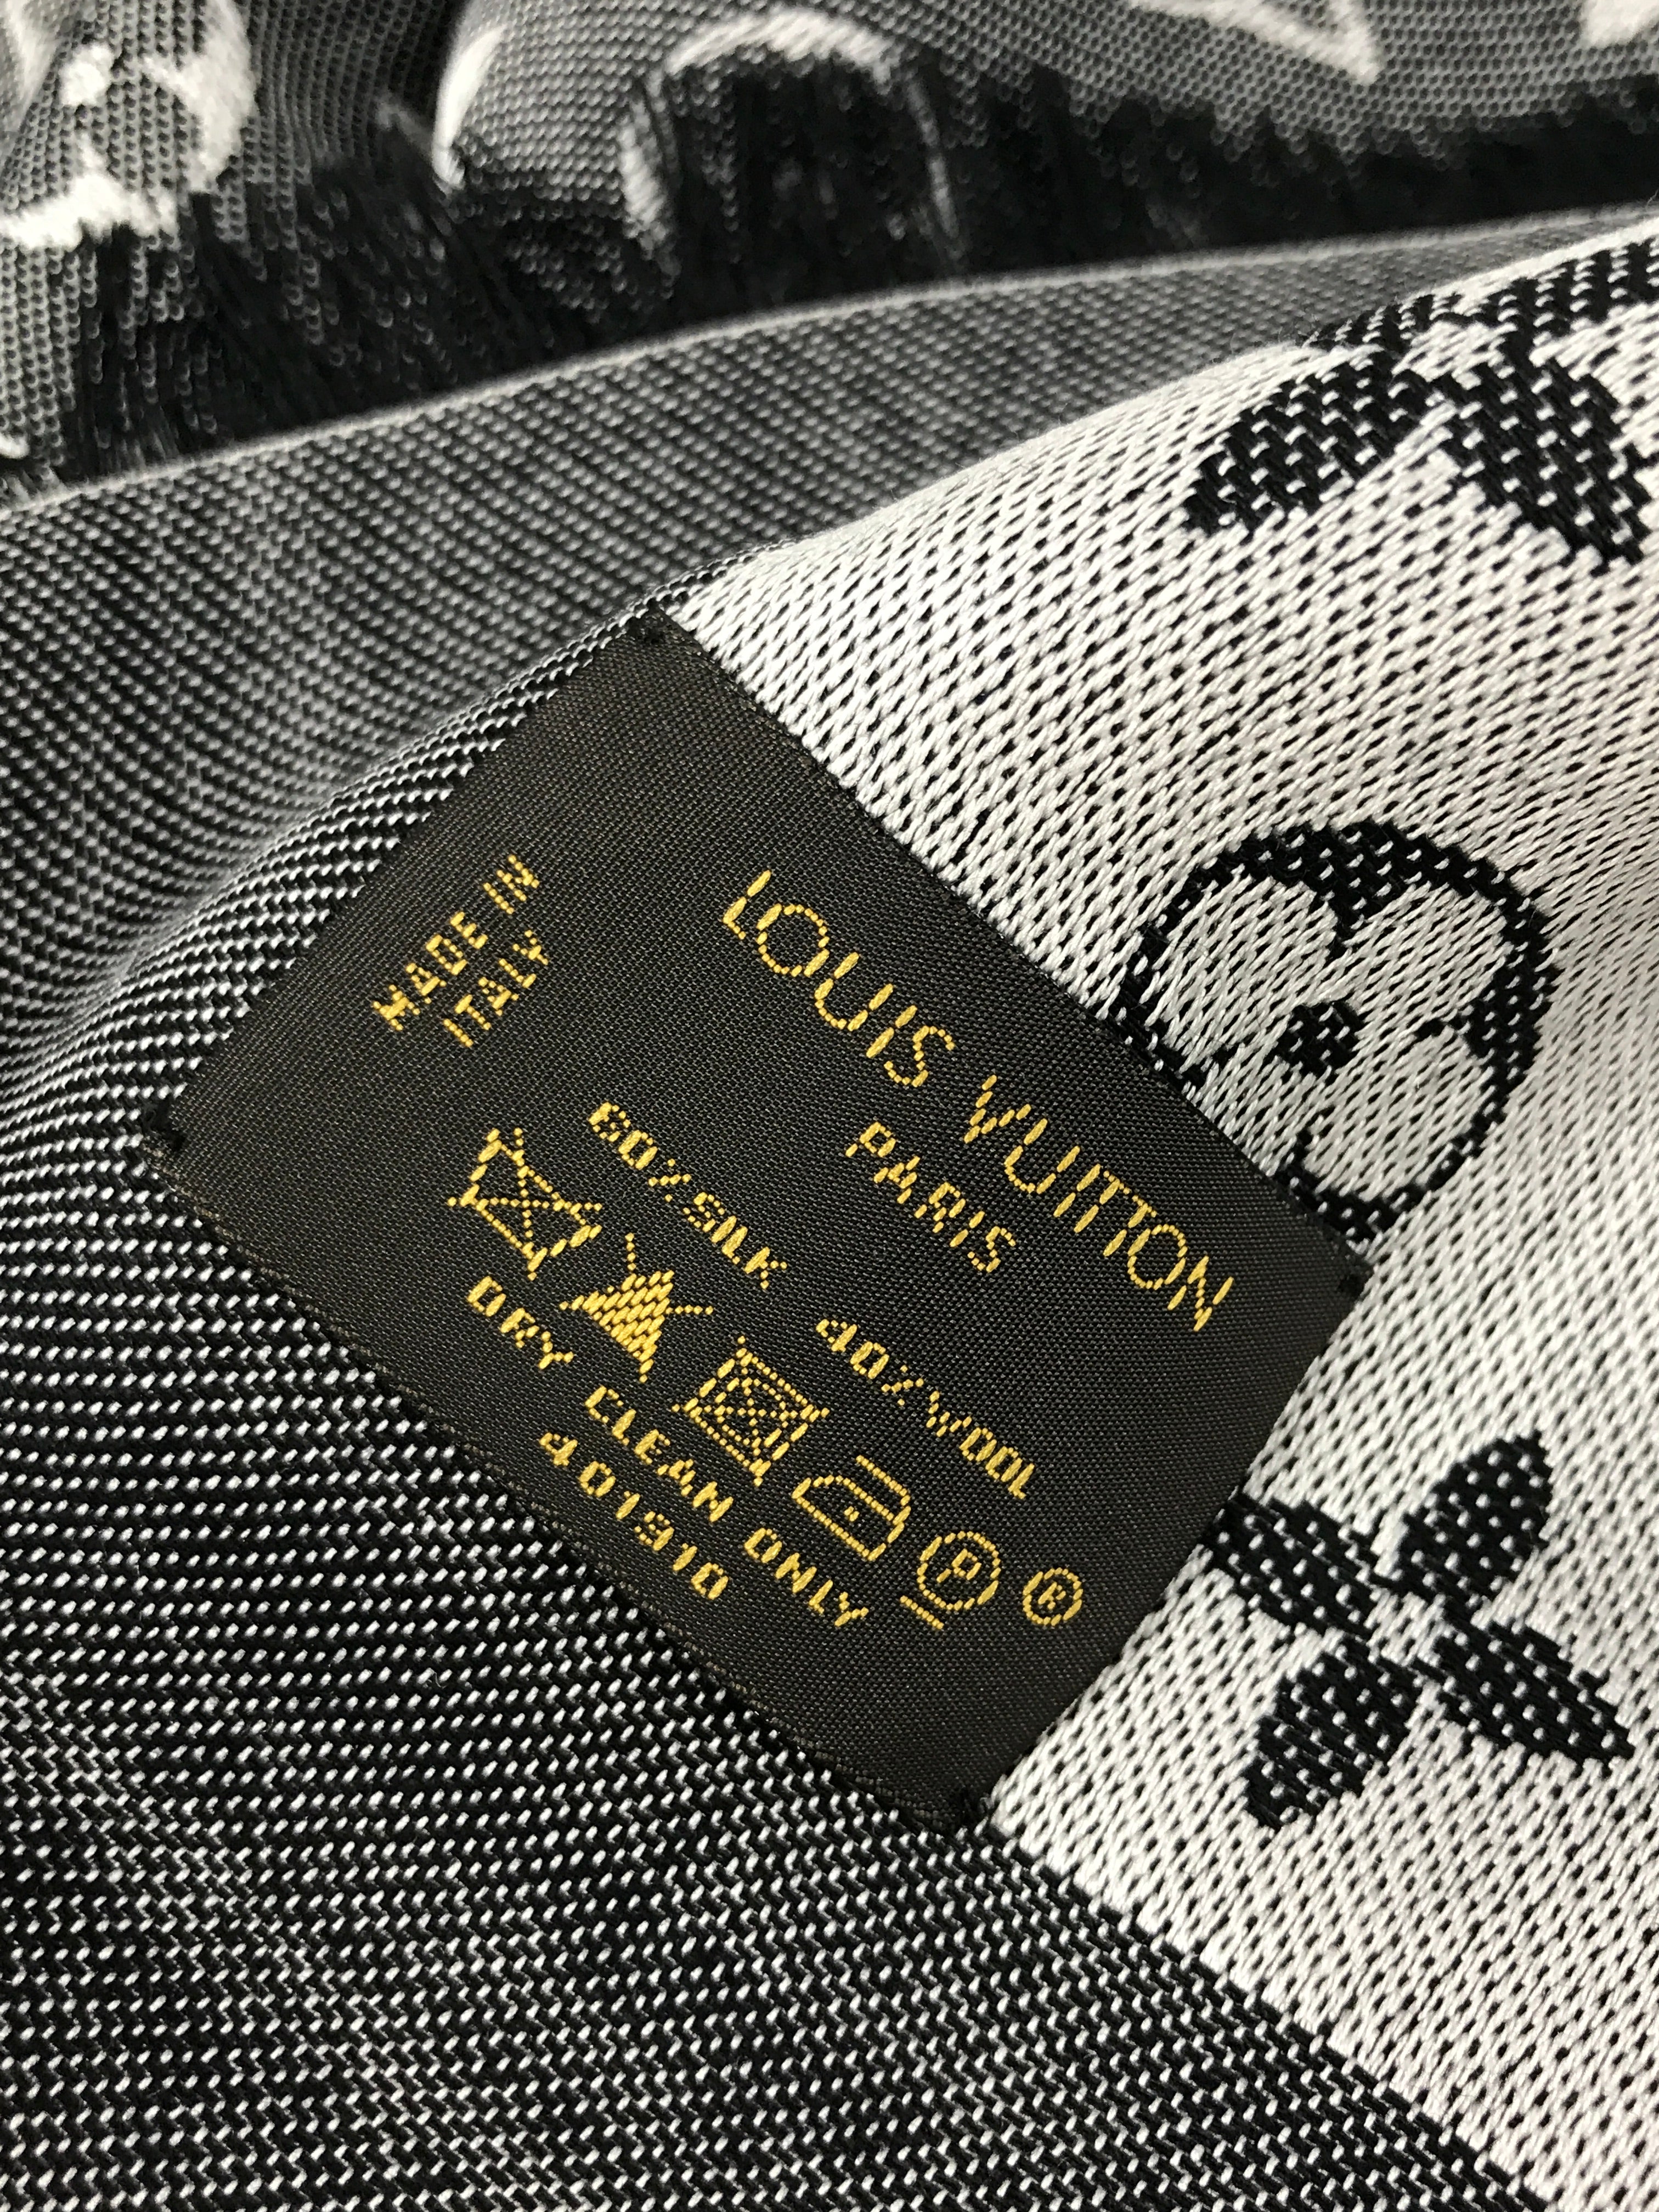 LOUIS VUITTON
PARIS
MADE IN
ITALY
60% SILK 40% WOOL
P
®
DRY CLEAN ONLY
401910